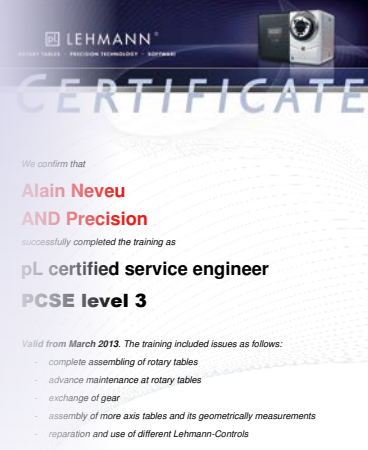 pL LEHMANN®
ROTARY TABLES · PRECISION TECHNOLOGY · SOFTWARE
CERTIFICATE
We confirm that
Alain Neveu
AND Precision
successfully completed the training as
pL certified service engineer
PCSE level 3
Valid from March 2013. The training included issues as follows:
- complete assembling of rotary tables
- advance maintenance at rotary tables
- exchange of gear
- assembly of more axis tables and its geometrically measurements
- reparation and use of different Lehmann-Controls